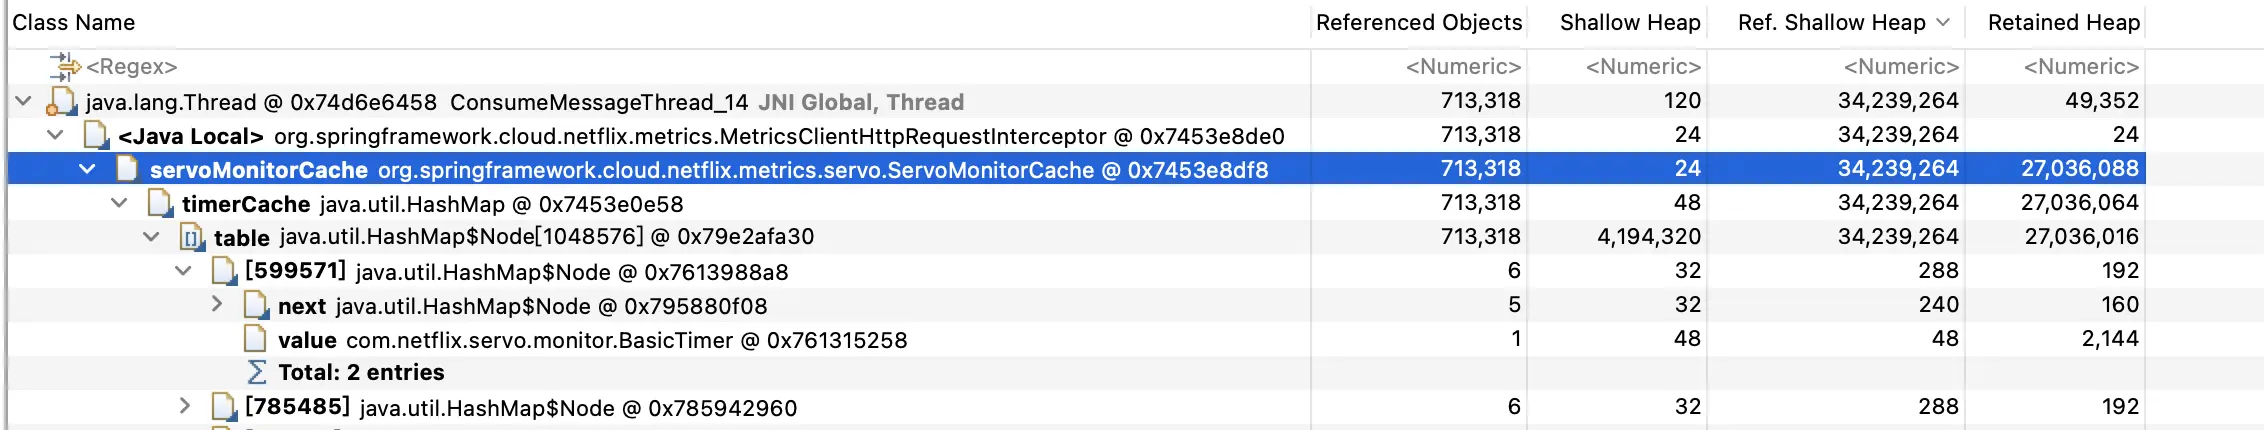 Class Name Referenced Objects Shallow Heap Ref. Shallow Heap Retained Heap
<Regex> <Numeric> <Numeric> <Numeric> <Numeric>
java.lang.Thread @ 0x74d6e6458 ConsumeMessageThread_14 JNI Global, Thread 713,318 120 34,239,264 49,352
<Java Local> org.springframework.cloud.netflix.metrics.MetricsClientHttpRequestInterceptor @ 0x7453e8de0 713,318 24 34,239,264 24
servoMonitorCache org.springframework.cloud.netflix.metrics.servo.ServoMonitorCache @ 0x7453e8df8 713,318 24 34,239,264 27,036,088
timerCache java.util.HashMap @ 0x7453e0e58 713,318 48 34,239,264 27,036,064
table java.util.HashMap$Node[1048576] @ 0x79e2afa30 713,318 4,194,320 34,239,264 27,036,016
[599571] java.util.HashMap$Node @ 0x7613988a8 6 32 288 192
next java.util.HashMap$Node @ 0x795880f08 5 32 240 160
value com.netflix.servo.monitor.BasicTimer @ 0x761315258 1 48 48 2,144
Total: 2 entries
[785485] java.util.HashMap$Node @ 0x785942960 6 32 288 192